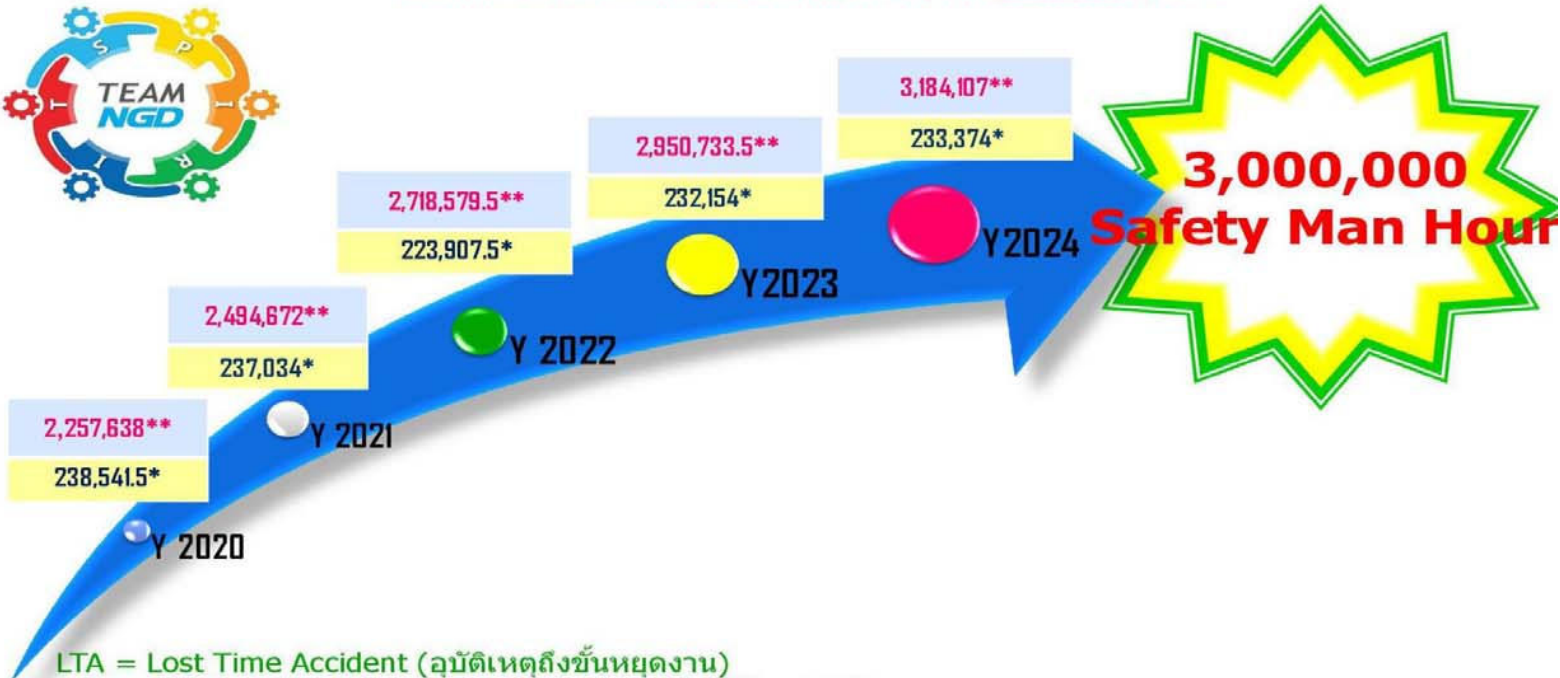 S P I R I T
TEAM
NGD
3,184,107**
233,374*
2,950,733.5**
232,154*
2,718,579.5**
223,907.5*
2,494,672**
237,034*
2,257,638**
238,541.5*
Y 2020
Y 2021
Y 2022
Y2023
Y2024
3,000,000
Safety Man Hour
LTA = Lost Time Accident (อุบัติเหตุถึงขั้นหยุดงาน)